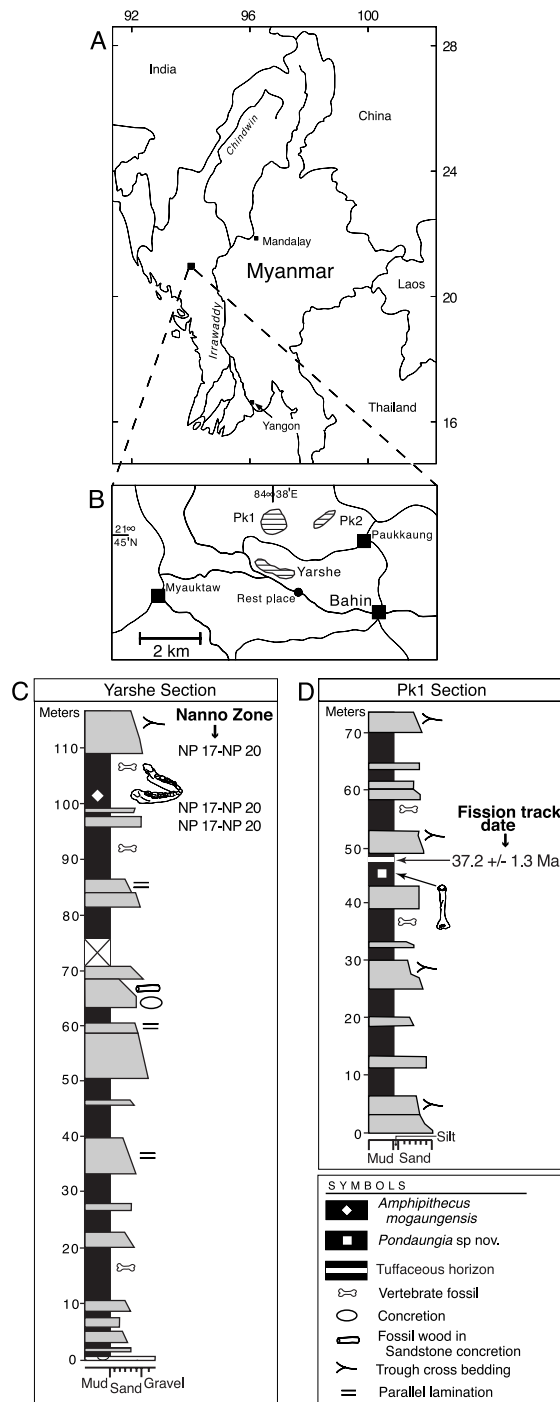 92 96 100
A
28
India
China
Chindwin
24
Mandalay
Myanmar
Laos
20
Irrawaddy
Thailand
Yangon
16
B
84∞38'E
21∞
45'N
Pk1
Pk2
Paukkaung
Yarshe
Myauktaw
Rest place
Bahin
2 km
C
Yarshe Section
Meters
Nanno Zone
110
NP 17-NP 20
100
NP 17-NP 20
NP 17-NP 20
90
80
70
60
50
40
30
20
10
0
Mud Sand Gravel
D
Pk1 Section
Meters
70
60
Fission track
date
50
37.2 +/- 1.3 Ma
40
30
20
10
0
Silt
Mud Sand
SYMBOLS
Amphipithecus
mogaungensis
Pondaungia sp nov.
Tuffaceous horizon
Vertebrate fossil
Concretion
Fossil wood in
Sandstone concretion
Trough cross bedding
Parallel lamination